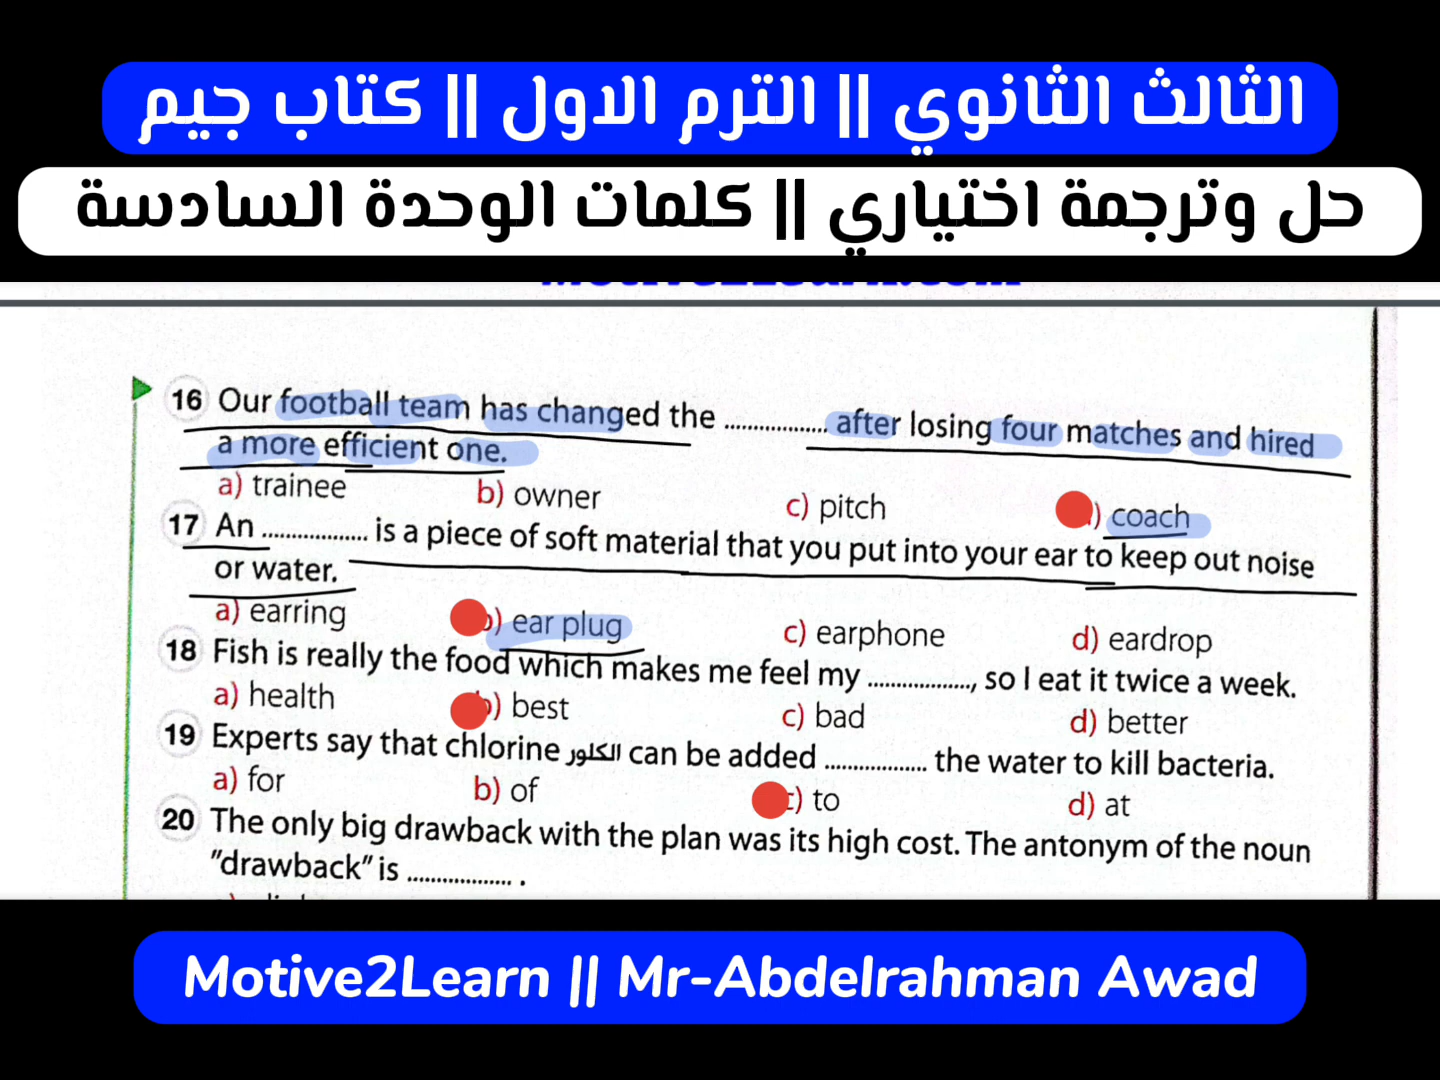 الثالث الثانوي || الترم الاول || كتاب جيم
حل وترجمة اختياري || كلمات الوحدة السادسة
16 Our football team has changed the .................. after losing four matches and hired
a more efficient one.
a) trainee b) owner c) pitch ) coach
17 An .................. is a piece of soft material that you put into your ear to keep out noise
or water.
a) earring ) ear plug c) earphone d) eardrop
18 Fish is really the food which makes me feel my .................., so I eat it twice a week.
a) health ) best c) bad d) better
19 Experts say that chlorine الكلور can be added .................. the water to kill bacteria.
a) for b) of ) to d) at
20 The only big drawback with the plan was its high cost. The antonym of the noun
"drawback" is .................. .
Motive2Learn || Mr-Abdelrahman Awad